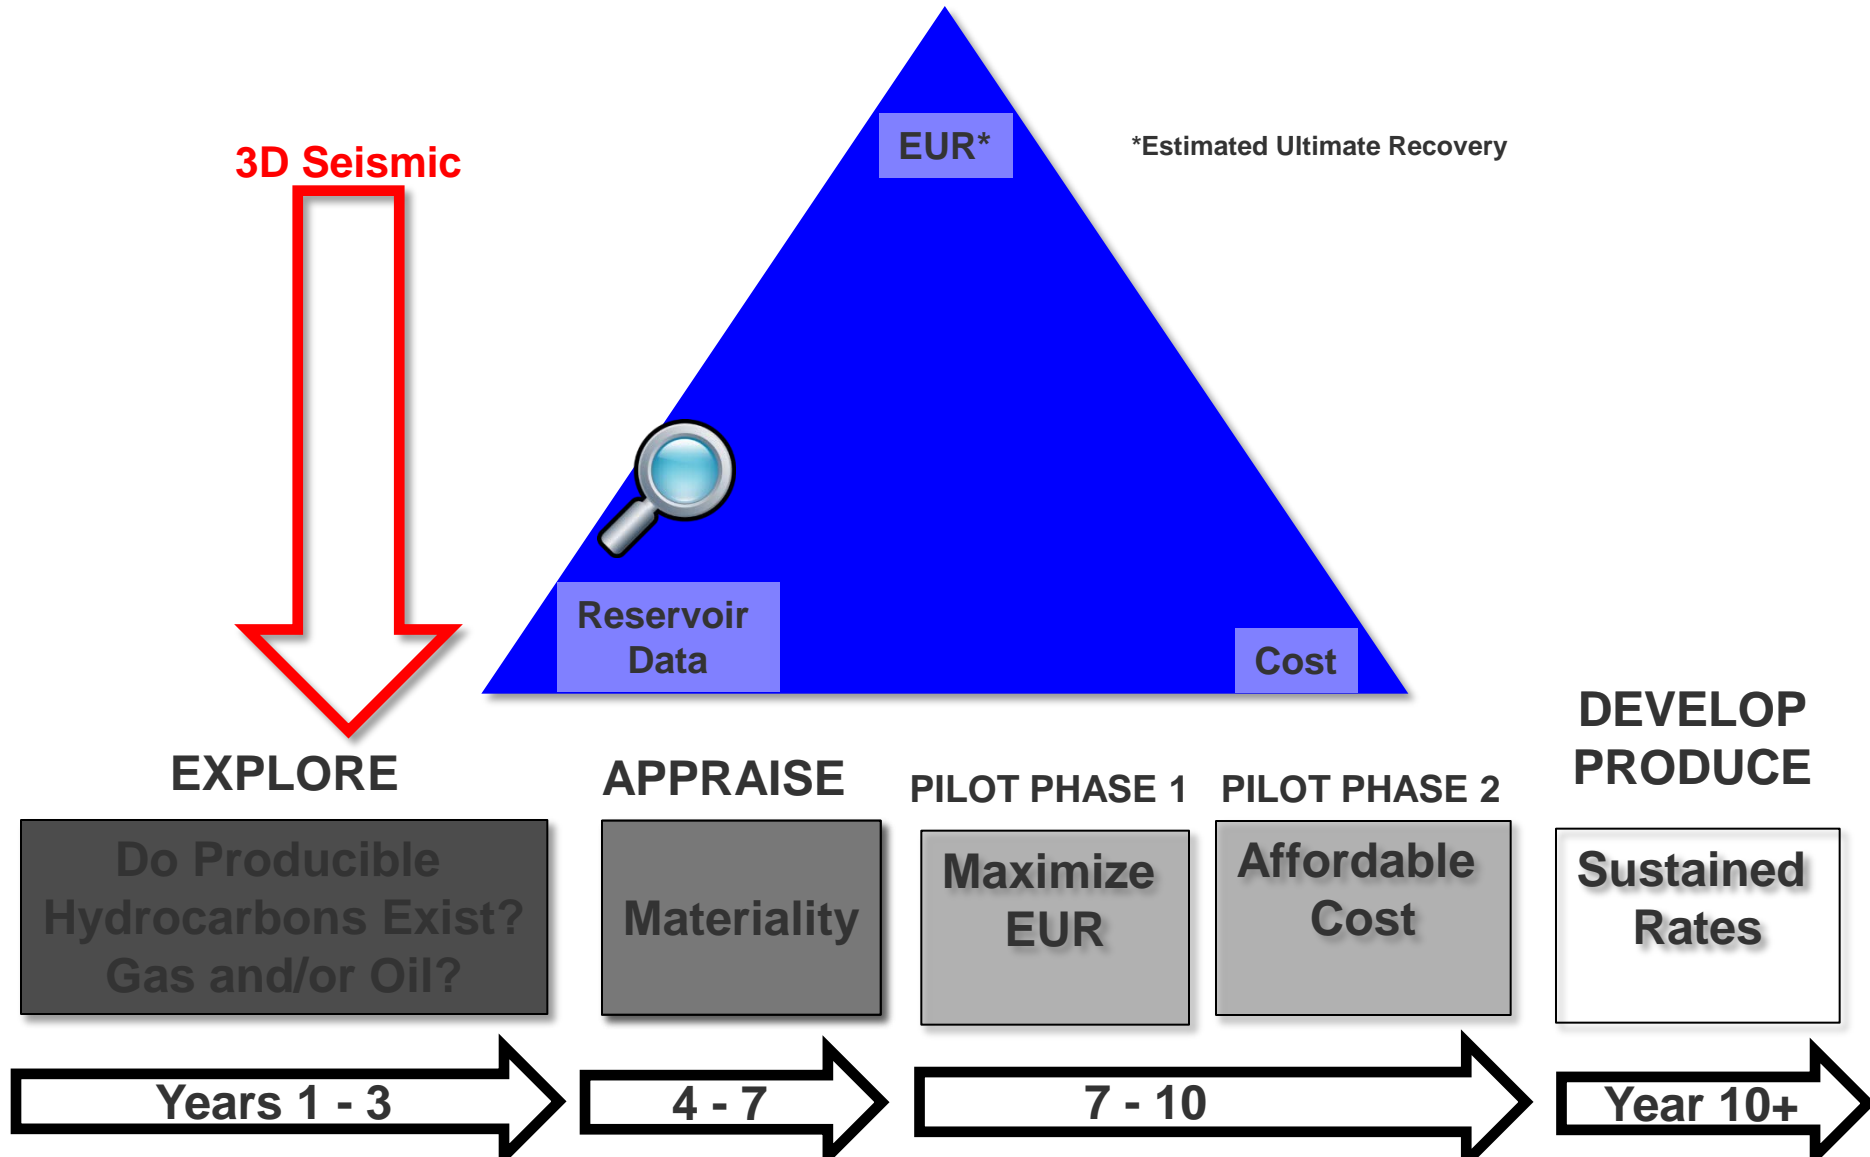 EUR*
*Estimated Ultimate Recovery
3D Seismic
Reservoir
Data
Cost
EXPLORE
APPRAISE
PILOT PHASE 1
PILOT PHASE 2
DEVELOP
PRODUCE
Do Producible
Hydrocarbons Exist?
Gas and/or Oil?
Materiality
Maximize
EUR
Affordable
Cost
Sustained
Rates
Years 1 - 3
4 - 7
7 - 10
Year 10+